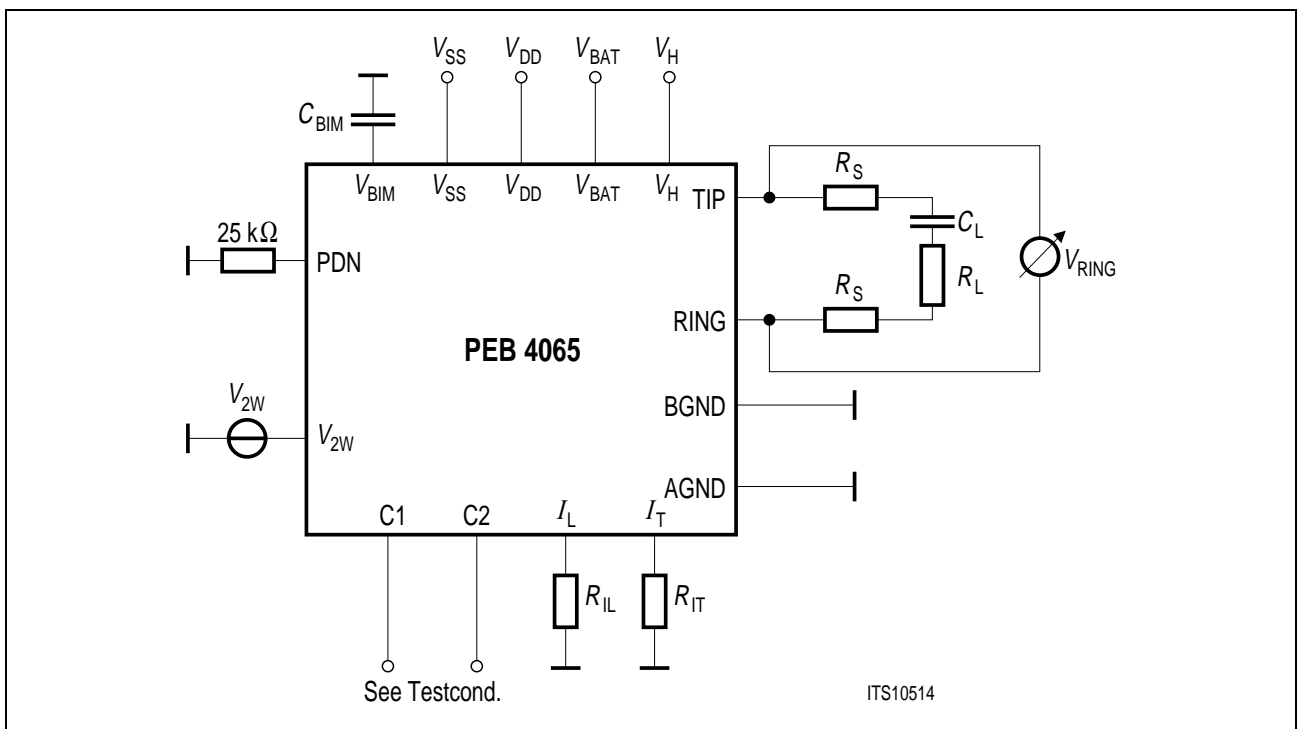 V_SS V_DD V_BAT V_H
C_BIM
V_BIM V_SS V_DD V_BAT V_H
TIP
R_S
C_L
25 kΩ
PDN
V_RING
R_L
R_S
RING
PEB 4065
V_2W
BGND
V_2W
AGND
C1 C2 I_L I_T
R_IL R_IT
See Testcond.
ITS10514